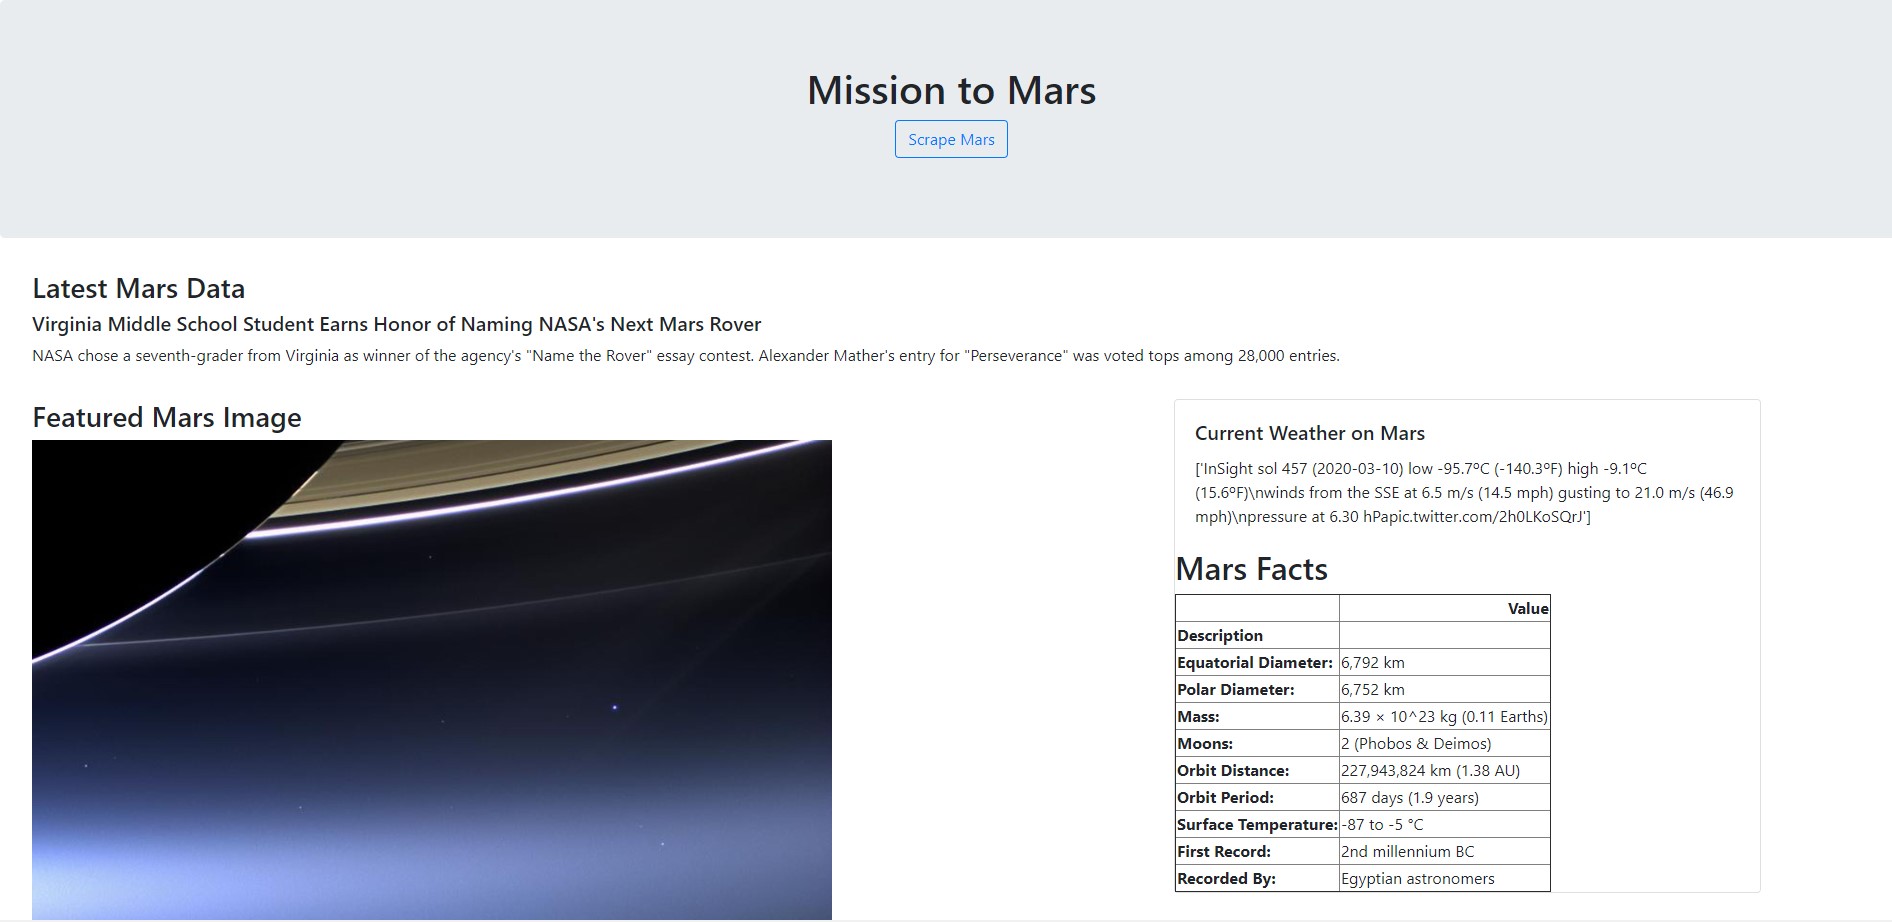 Mission to Mars
Scrape Mars
Latest Mars Data
Virginia Middle School Student Earns Honor of Naming NASA's Next Mars Rover
NASA chose a seventh-grader from Virginia as winner of the agency's "Name the Rover" essay contest. Alexander Mather's entry for "Perseverance" was voted tops among 28,000 entries.
Featured Mars Image
Current Weather on Mars
['InSight sol 457 (2020-03-10) low -95.7ºC (-140.3ºF) high -9.1ºC
(15.6ºF)\nwinds from the SSE at 6.5 m/s (14.5 mph) gusting to 21.0 m/s (46.9
mph)\npressure at 6.30 hPapic.twitter.com/2h0LKoSQrJ']
Mars Facts
Value
Description
Equatorial Diameter: 6,792 km
Polar Diameter: 6,752 km
Mass: 6.39 × 10^23 kg (0.11 Earths)
Moons: 2 (Phobos & Deimos)
Orbit Distance: 227,943,824 km (1.38 AU)
Orbit Period: 687 days (1.9 years)
Surface Temperature: -87 to -5 °C
First Record: 2nd millennium BC
Recorded By: Egyptian astronomers